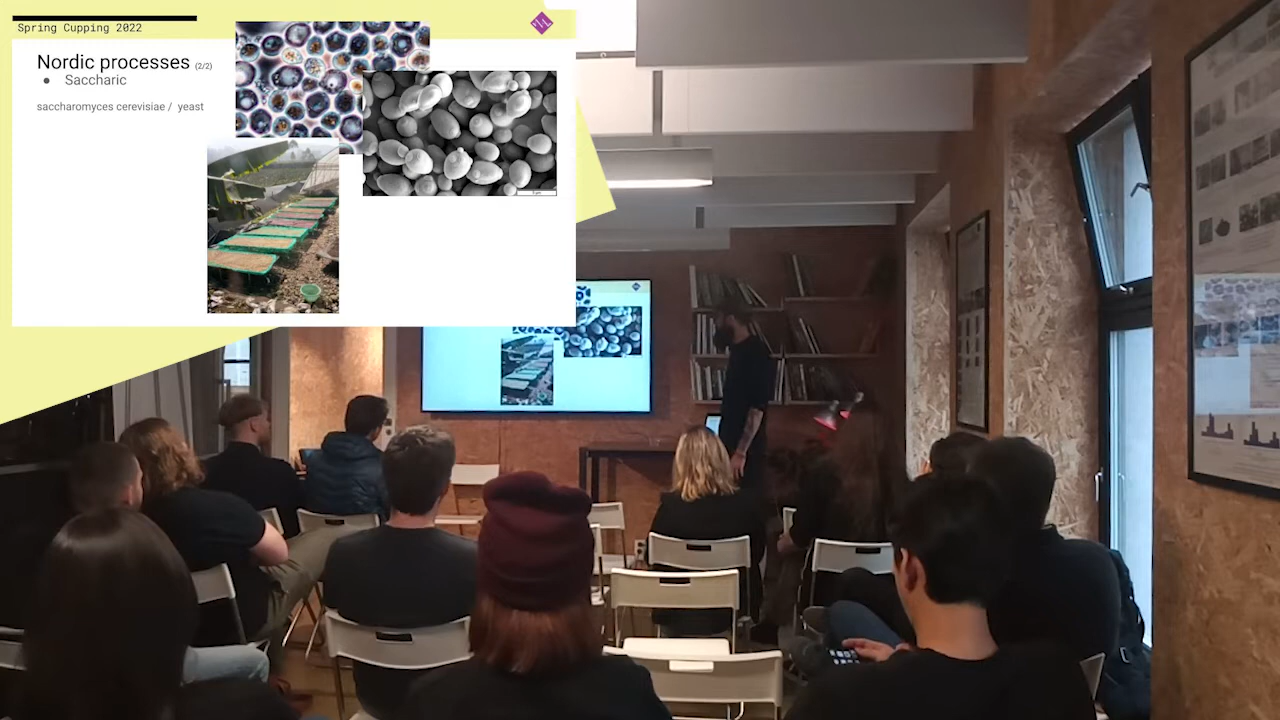 Spring Cupping 2022
Nordic processes (2/2)
● Saccharic
saccharomyces cerevisiae / yeast